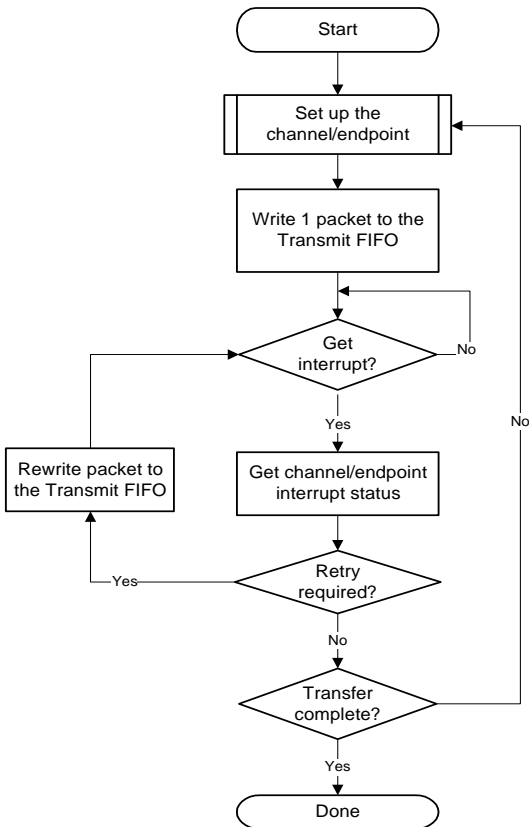 Start
Set up the
channel/endpoint
Write 1 packet to the
Transmit FIFO
Get
interrupt?
No
Yes
Rewrite packet to
the Transmit FIFO
Get channel/endpoint
interrupt status
No
Retry
required?
Yes
No
Transfer
complete?
Yes
Done